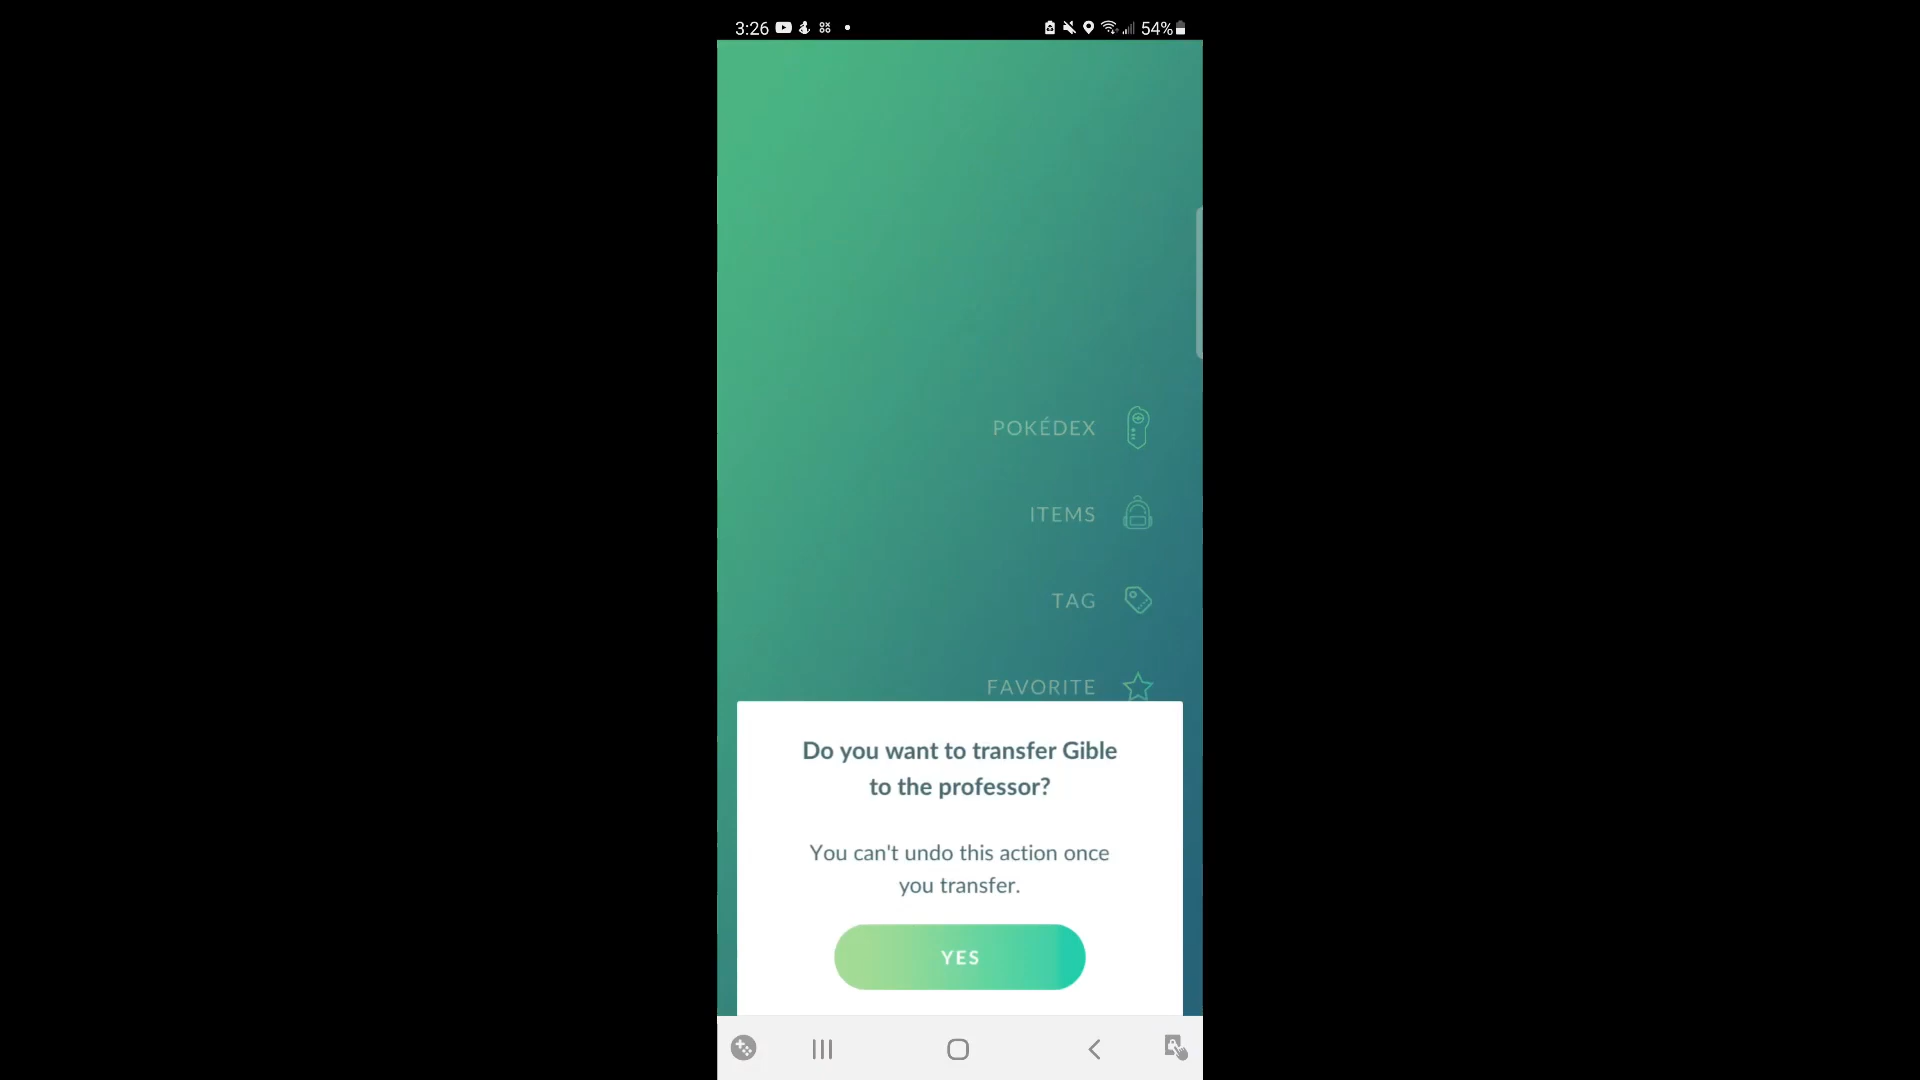 3:26
54%
POKÉDEX
ITEMS
TAG
FAVORITE
Do you want to transfer Gible
to the professor?
You can't undo this action once
you transfer.
YES